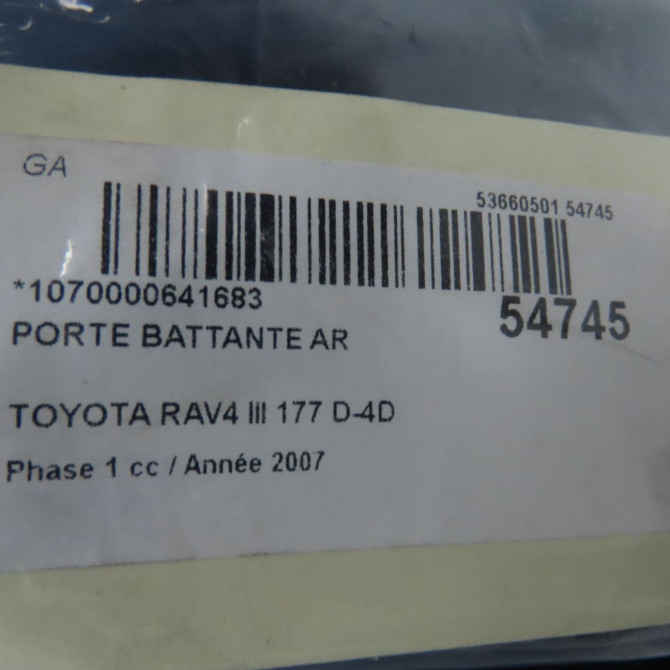 GA
53660501 54745
*1070000641683
54745
PORTE BATTANTE AR
TOYOTA RAV4 III 177 D-4D
Phase 1 cc / Année 2007